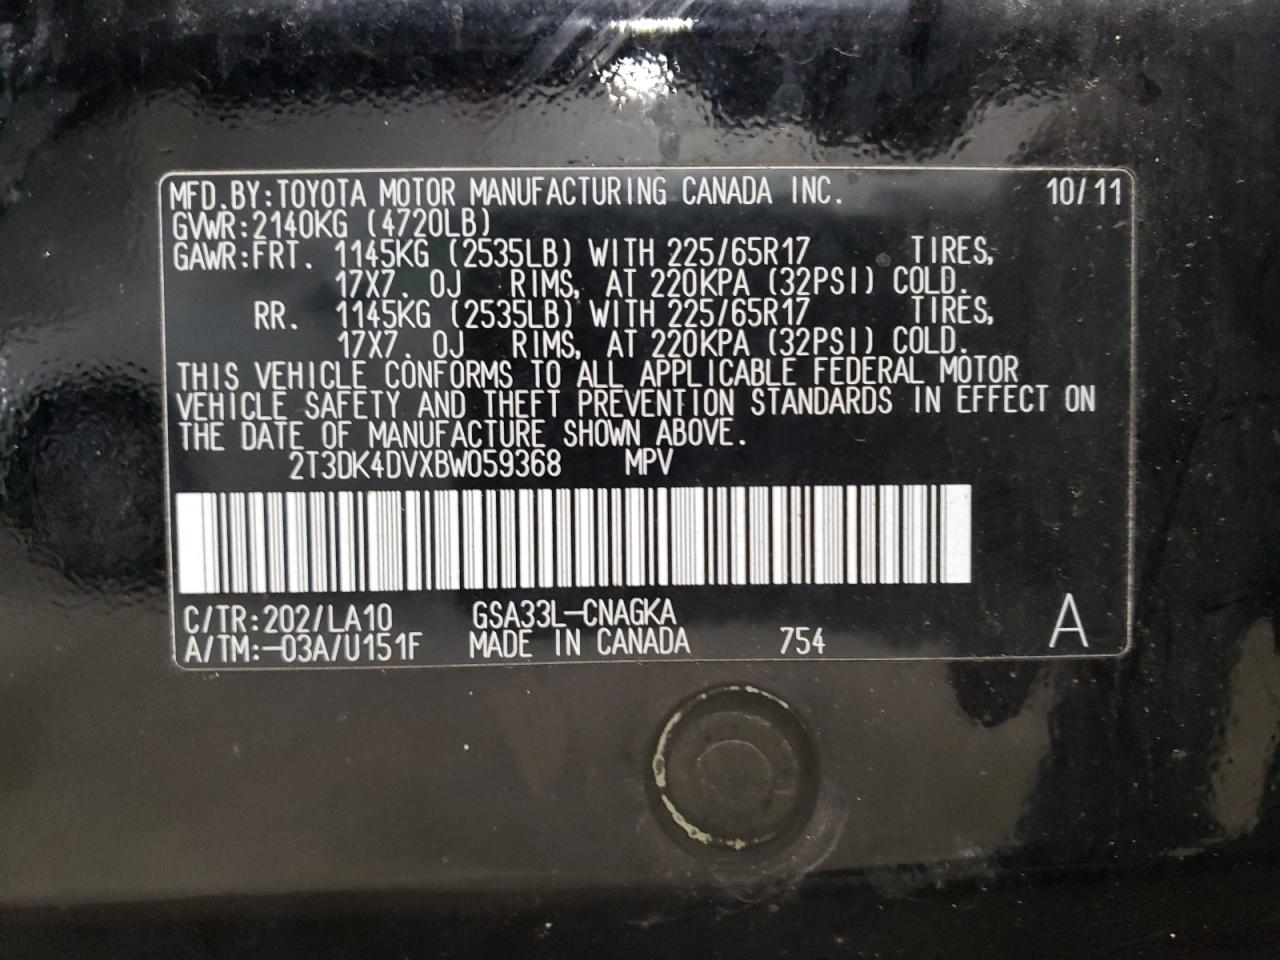 MFD.BY:TOYOTA MOTOR MANUFACTURING CANADA INC. 10/11
GVWR:2140KG (4720LB)
GAWR:FRT. 1145KG (2535LB) WITH 225/65R17 TIRES,
17X7.0J RIMS, AT 220KPA (32PSI) COLD.
RR. 1145KG (2535LB) WITH 225/65R17 TIRES,
17X7.0J RIMS, AT 220KPA (32PSI) COLD.
THIS VEHICLE CONFORMS TO ALL APPLICABLE FEDERAL MOTOR
VEHICLE SAFETY AND THEFT PREVENTION STANDARDS IN EFFECT ON
THE DATE OF MANUFACTURE SHOWN ABOVE.
2T3DK4DVXBW059368 MPV
C/TR:202/LA10 GSA33L-CNAGKA
A/TM:-03A/U151F MADE IN CANADA 754 A